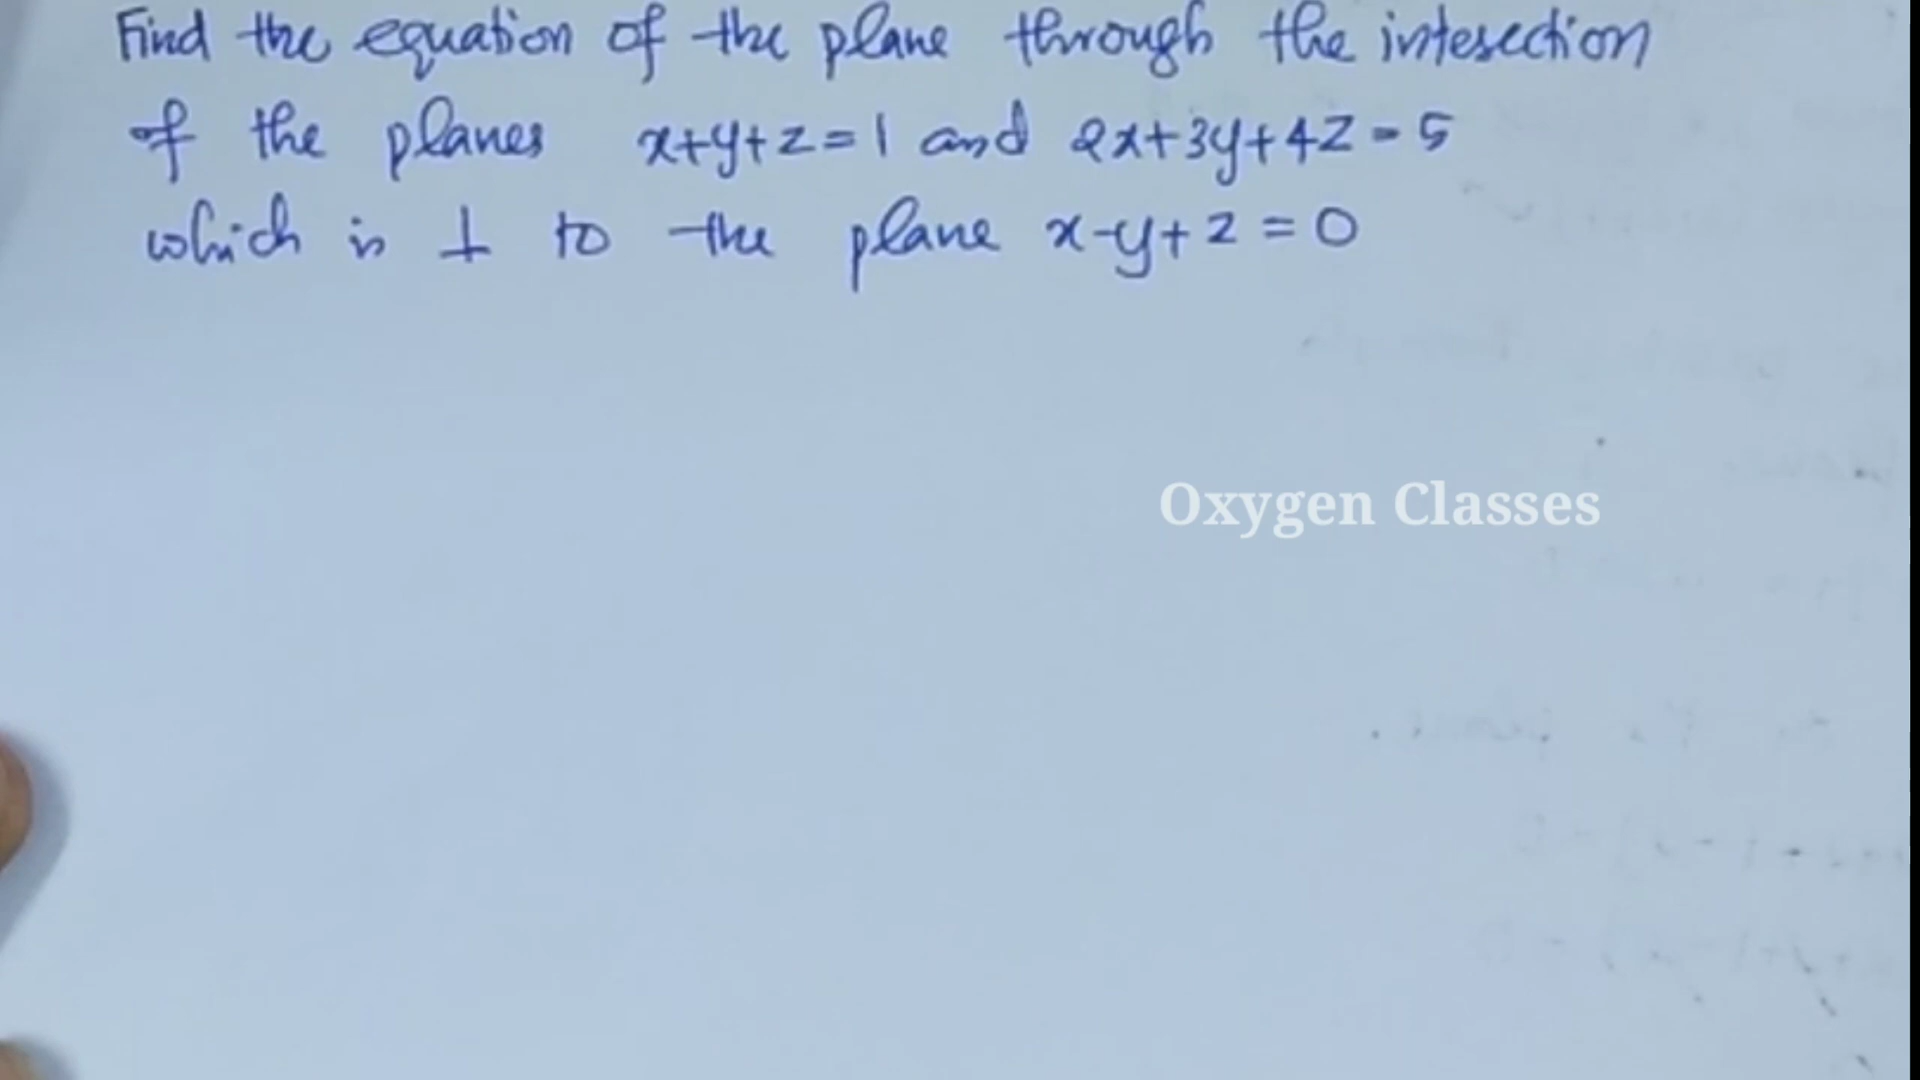 Find the equation of the plane through the intesection
of the planes x+y+z=1 and 2x+3y+4z=5
which is ⊥ to the plane x-y+z=0
Oxygen Classes